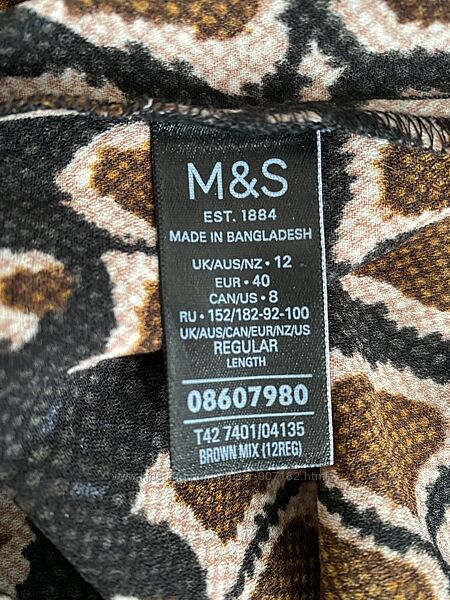 M&S
EST. 1884
MADE IN BANGLADESH
UK/AUS/NZ • 12
EUR • 40
CAN/US • 8
RU • 152/182-92-100
UK/AUS/CAN/EUR/NZ/US
REGULAR
LENGTH
08607980
T42 7401/04135
BROWN MIX (12REG)